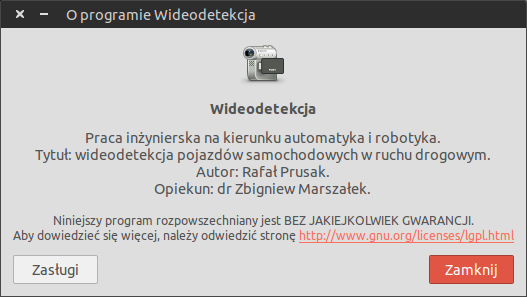 O programie Wideodetekcja
Wideodetekcja
Praca inżynierska na kierunku automatyka i robotyka.
Tytuł: wideodetekcja pojazdów samochodowych w ruchu drogowym.
Autor: Rafał Prusak.
Opiekun: dr Zbigniew Marszałek.
Niniejszy program rozpowszechniany jest BEZ JAKIEJKOLWIEK GWARANCJI.
Aby dowiedzieć się więcej, należy odwiedzić stronę http://www.gnu.org/licenses/lgpl.html
Zasługi
Zamknij